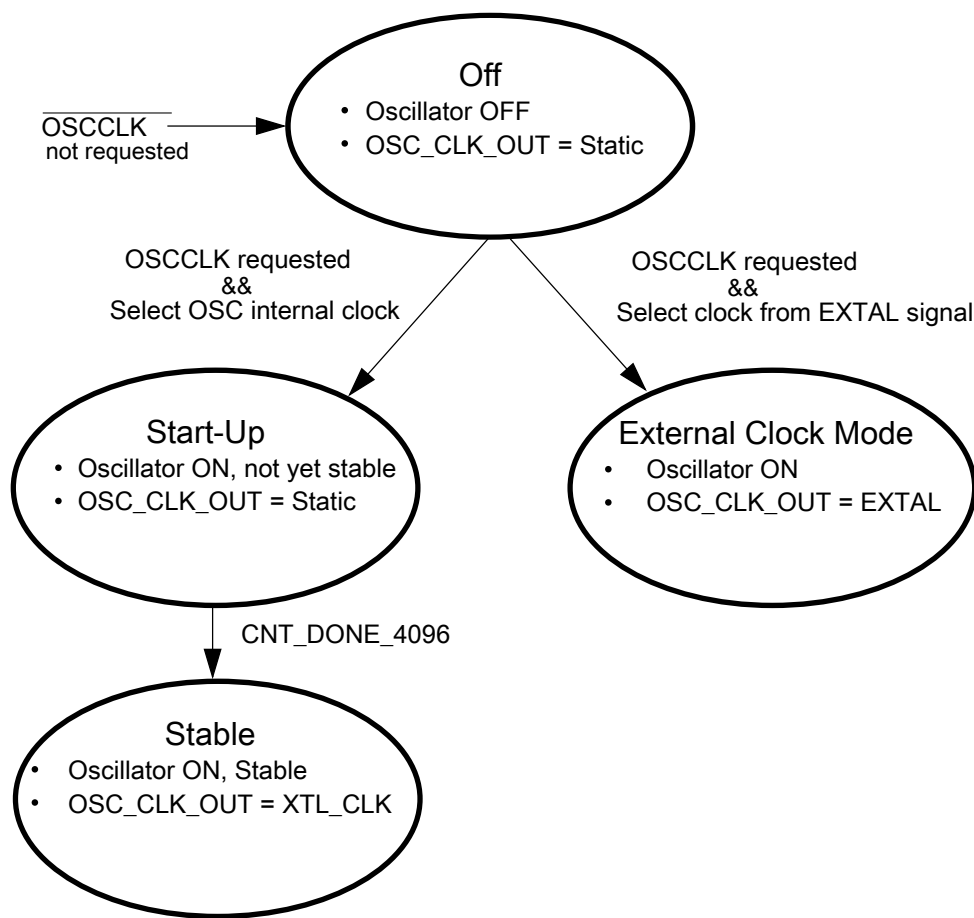 Off
• Oscillator OFF
• OSC_CLK_OUT = Static
OSCCLK
not requested
OSCCLK requested
&&
Select OSC internal clock
OSCCLK requested
&&
Select clock from EXTAL signal
Start-Up
• Oscillator ON, not yet stable
• OSC_CLK_OUT = Static
External Clock Mode
• Oscillator ON
• OSC_CLK_OUT = EXTAL
CNT_DONE_4096
Stable
• Oscillator ON, Stable
• OSC_CLK_OUT = XTL_CLK